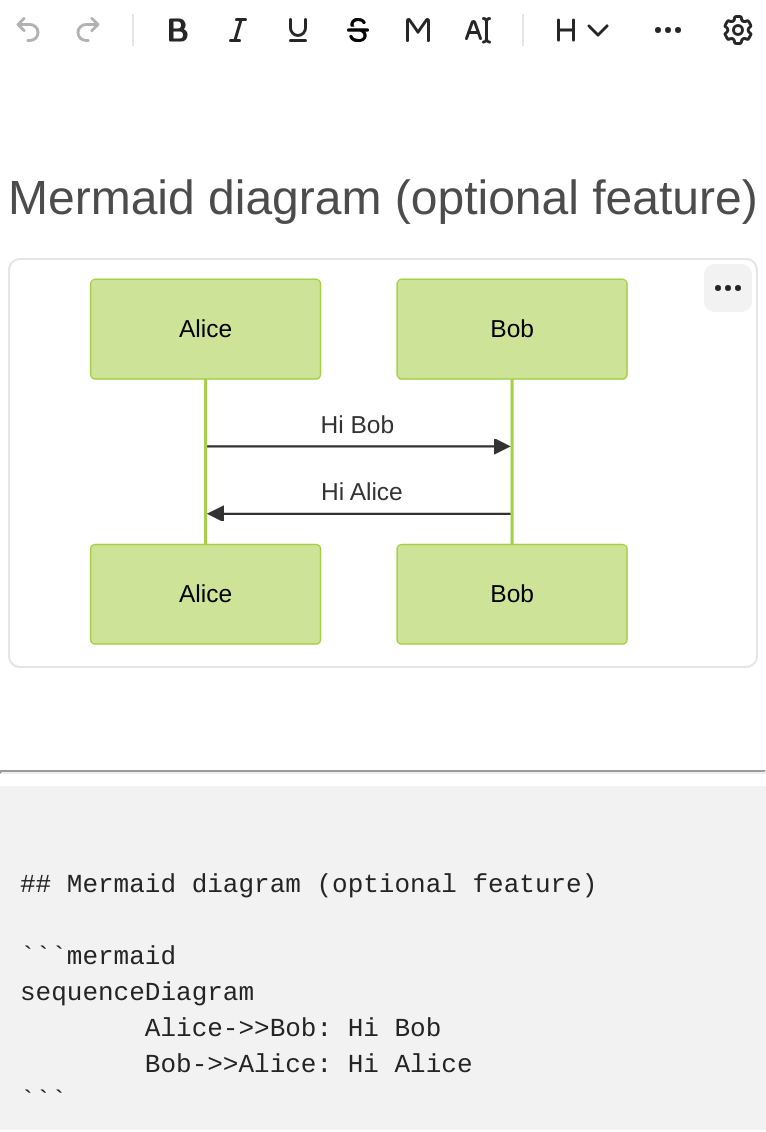 B I U S M AI H
Mermaid diagram (optional feature)
Alice Bob
Hi Bob
Hi Alice
Alice Bob
## Mermaid diagram (optional feature)
```mermaid
sequenceDiagram
        Alice->>Bob: Hi Bob
        Bob->>Alice: Hi Alice
```